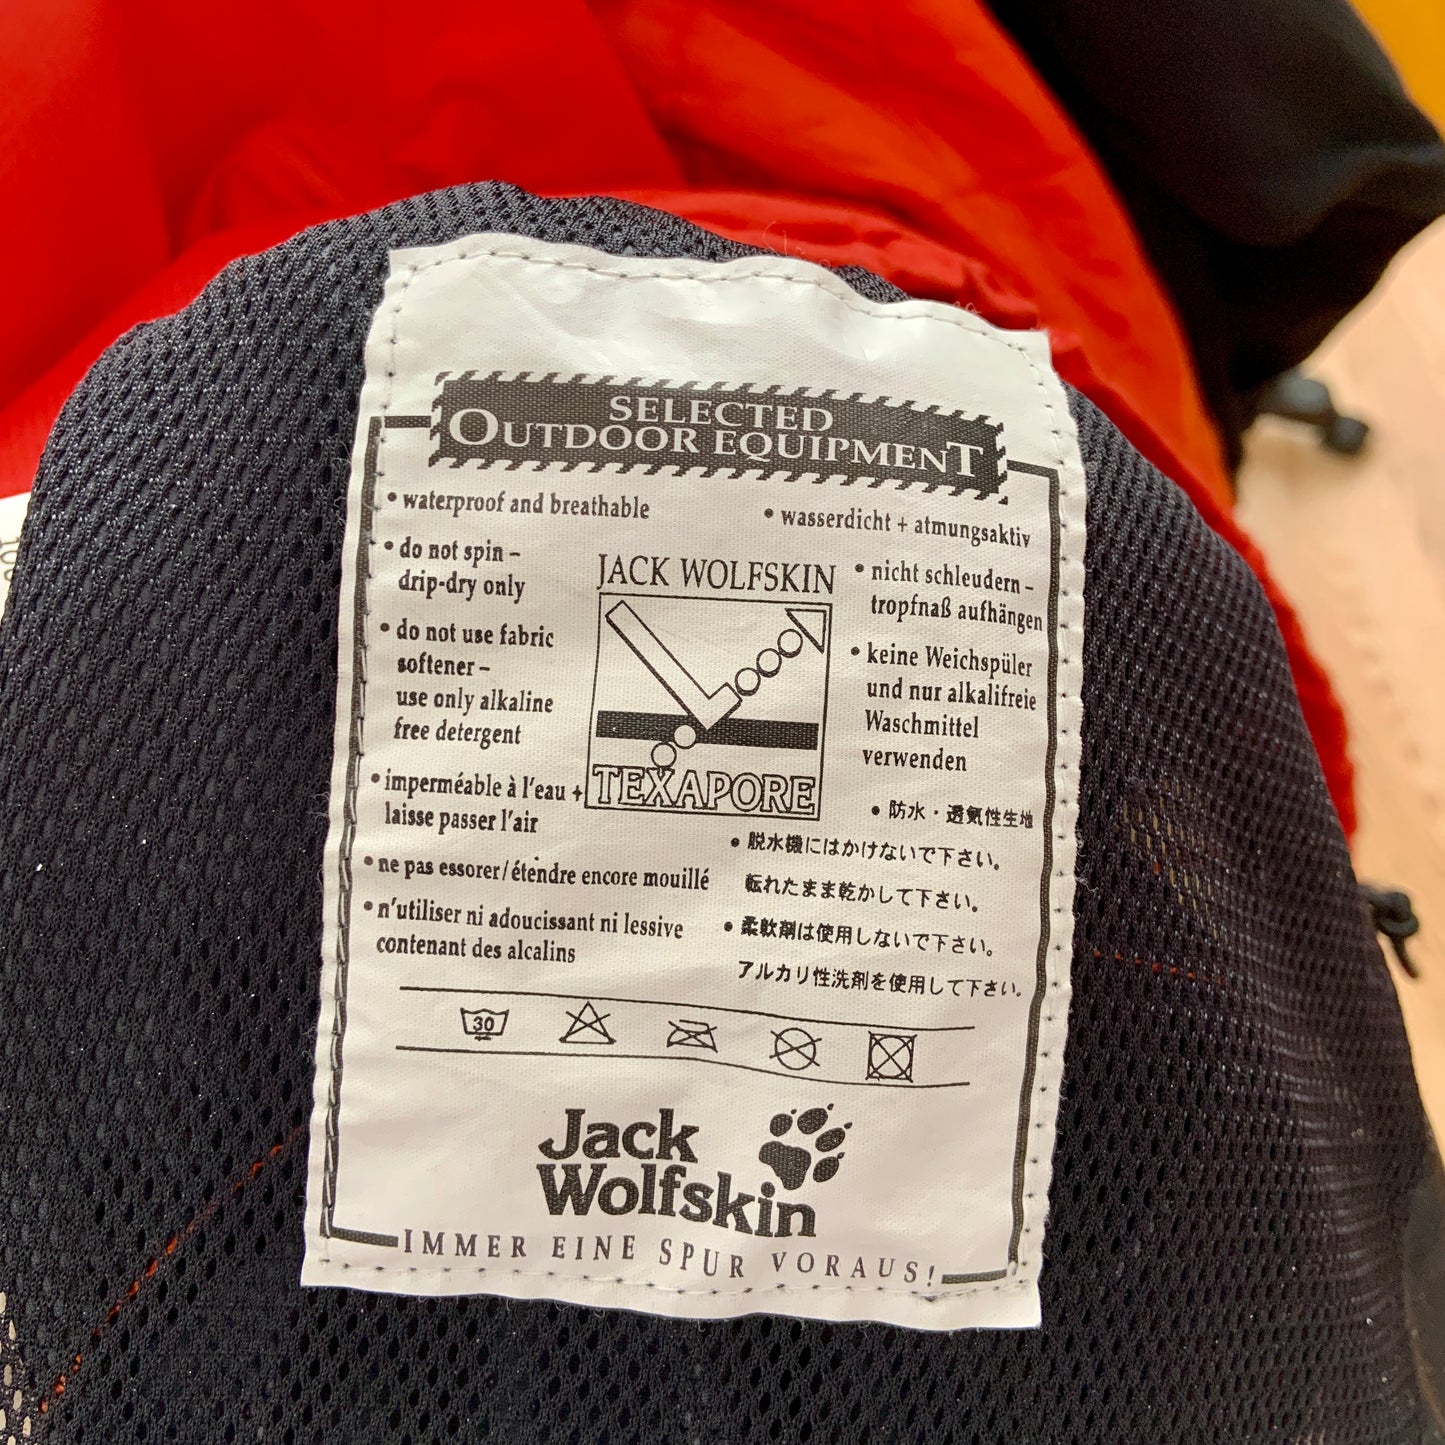 SELECTED
OUTDOOR EQUIPMENT
• waterproof and breathable
• do not spin –
drip-dry only
• do not use fabric
softener –
use only alkaline
free detergent
• imperméable à l'eau +
laisse passer l'air
• ne pas essorer/étendre encore mouillé
• n'utiliser ni adoucissant ni lessive
contenant des alcalins
JACK WOLFSKIN
TEXAPORE
• wasserdicht + atmungsaktiv
• nicht schleudern –
tropfnaß aufhängen
• keine Weichspüler
und nur alkalifreie
Waschmittel
verwenden
• 防水・透氣性生地
• 脱水機にはかけないで下さい。
転れたまま乾かして下さい。
• 柔軟剤は使用しないで下さい。
アルカリ性洗剤を使用して下さい。
30
Jack
Wolfskin
IMMER EINE SPUR VORAUS!